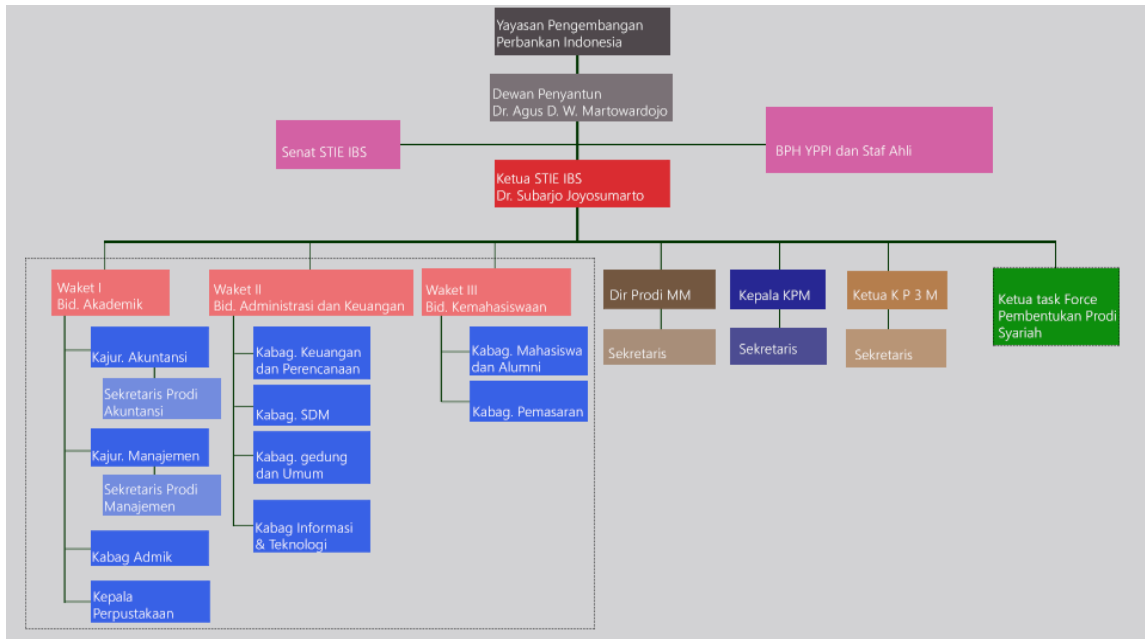 Yayasan Pengembangan
Perbankan Indonesia
Dewan Penyantun
Dr. Agus D. W. Martowardojo
Senat STIE IBS
BPH YPPI dan Staf Ahli
Ketua STIE IBS
Dr. Subarjo Joyosumarto
Waket I
Bid. Akademik
Waket II
Bid. Administrasi dan Keuangan
Waket III
Bid. Kemahasiswaan
Dir Prodi MM
Kepala KPM
Ketua K P 3 M
Ketua task Force
Pembentukan Prodi
Syariah
Kajur. Akuntansi
Sekretaris Prodi
Akuntansi
Kajur. Manajemen
Sekretaris Prodi
Manajemen
Kabag Admik
Kepala
Perpustakaan
Kabag. Keuangan
dan Perencanaan
Kabag. SDM
Kabag. gedung
dan Umum
Kabag Informasi
& Teknologi
Kabag. Mahasiswa
dan Alumni
Kabag. Pemasaran
Sekretaris
Sekretaris
Sekretaris